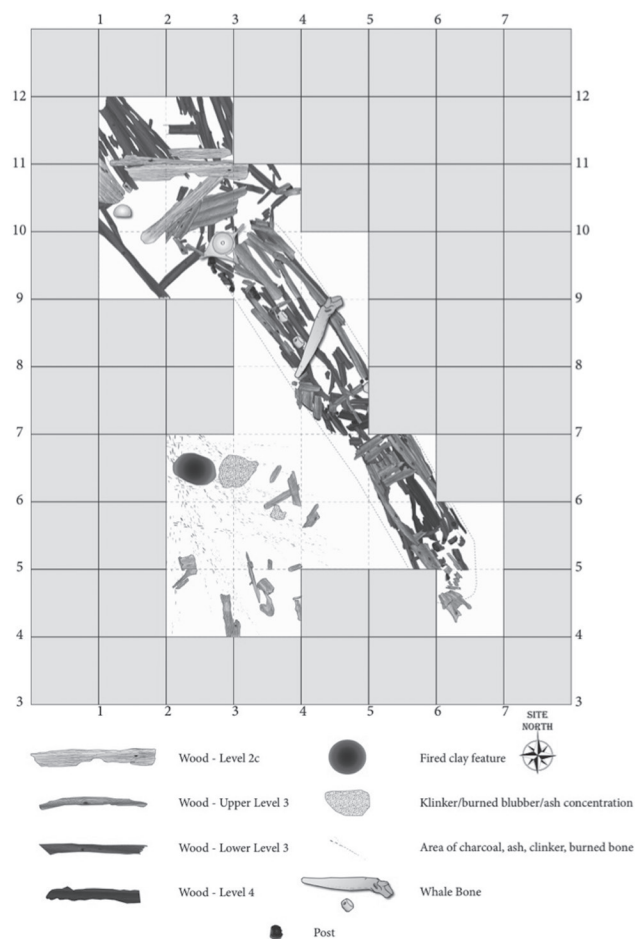 1 2 3 4 5 6 7
12 12
11 11
10 10
9 9
8 8
7 7
6 6
5 5
4 4
3 3
1 2 3 4 5 6 7
SITE
NORTH
Wood - Level 2c
Fired clay feature
Wood - Upper Level 3
Klinker/burned blubber/ash concentration
Wood - Lower Level 3
Area of charcoal, ash, clinker, burned bone
Wood - Level 4
Whale Bone
Post